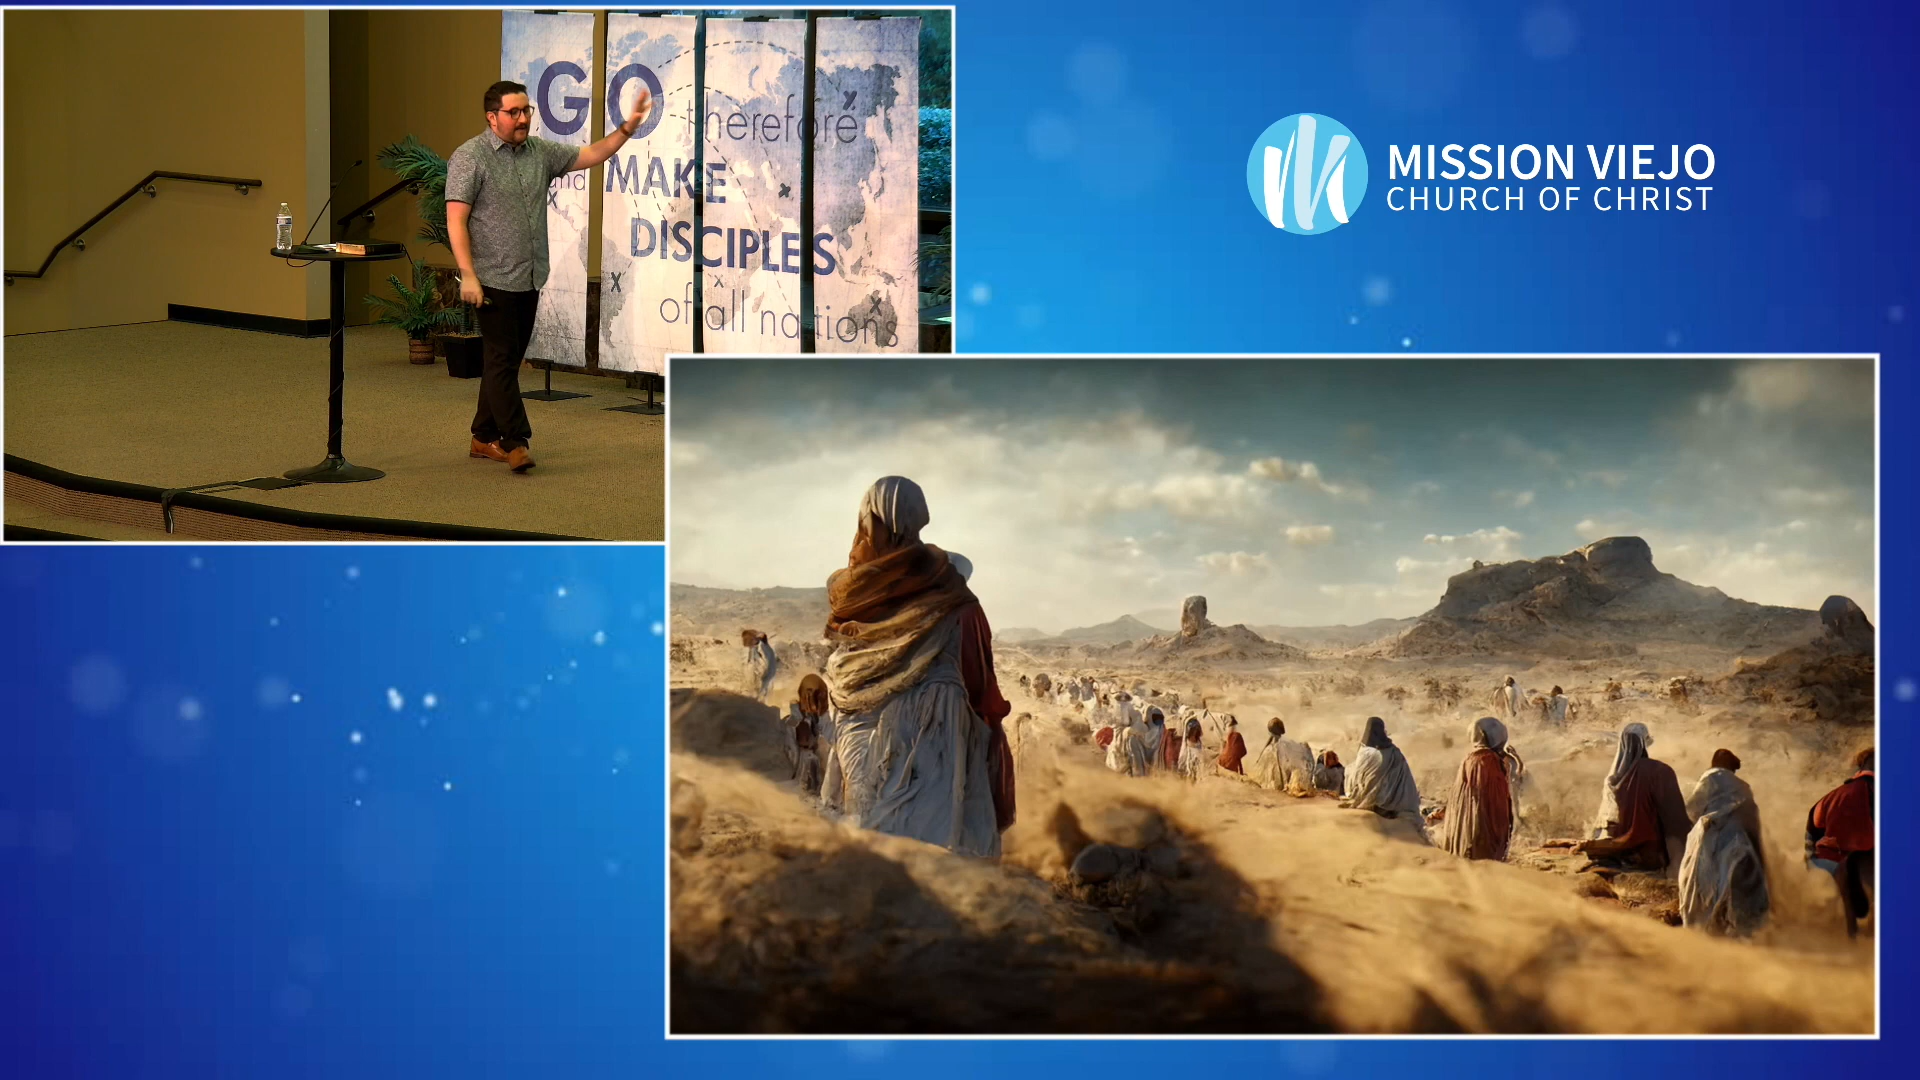 GO therefore
and MAKE
DISCIPLES
of all nations
MISSION VIEJO
CHURCH OF CHRIST